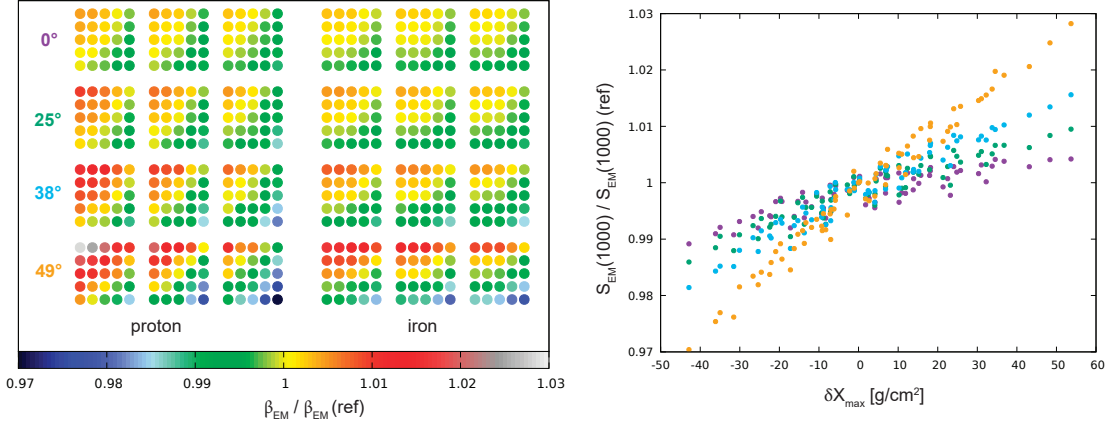 0°
25°
38°
49°
proton iron
0.97 0.98 0.99 1 1.01 1.02 1.03
β_EM / β_EM (ref)
1.03
1.02
1.01
1
0.99
0.98
0.97
S_EM(1000) / S_EM(1000) (ref)
-50 -40 -30 -20 -10 0 10 20 30 40 50 60
δX_max [g/cm²]